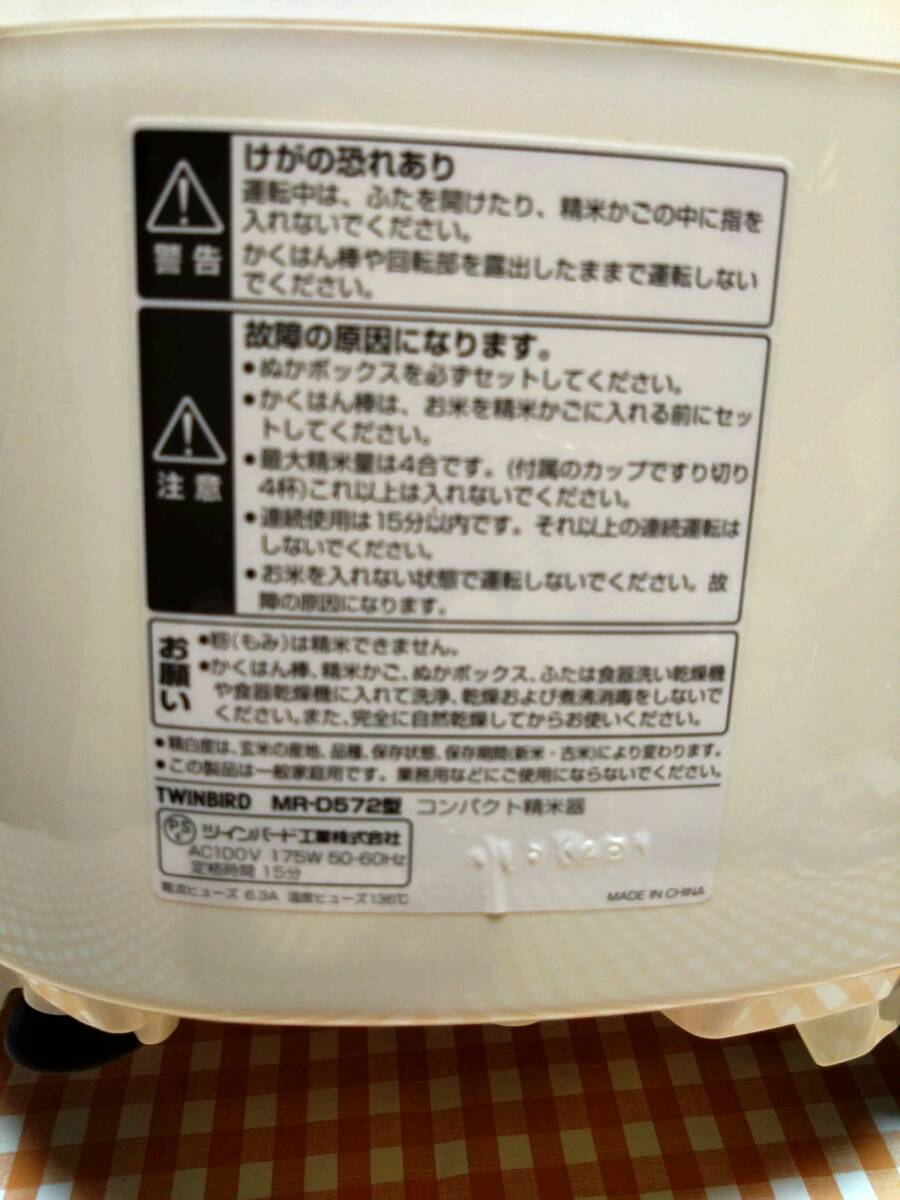 警告
けがの恐れあり
運転中は、ふたを開けたり、精米かごの中に指を
入れないでください。
かくはん棒や回転部を露出したままで運転しない
でください。
注意
故障の原因になります。
●ぬかボックスを必ずセットしてください。
●かくはん棒は、お米を精米かごに入れる前にセッ
トしてください。
●最大精米量は4合です。(付属のカップですり切り
4杯)これ以上は入れないでください。
●連続使用は15分以内です。それ以上の連続運転は
しないでください。
●お米を入れない状態で運転しないでください。故
障の原因になります。
お願い
●籾(もみ)は精米できません。
●かくはん棒、精米かご、ぬかボックス、ふたは食器洗い乾燥機
や食器乾燥機に入れて洗浄、乾燥および煮沸消毒をしないで
ください。また、完全に自然乾燥してからお使いください。
●精白度は、玄米の産地、品種、保存状態、保存期間(新米・古米)により変わります。
●この製品は一般家庭用です。業務用などにご使用にならないでください。
TWINBIRD MR-D572型 コンパクト精米器
PSE ツインバード工業株式会社
AC100V 175W 50-60Hz
定格時間 15分
電流ヒューズ 6.3A 温度ヒューズ136℃
MADE IN CHINA